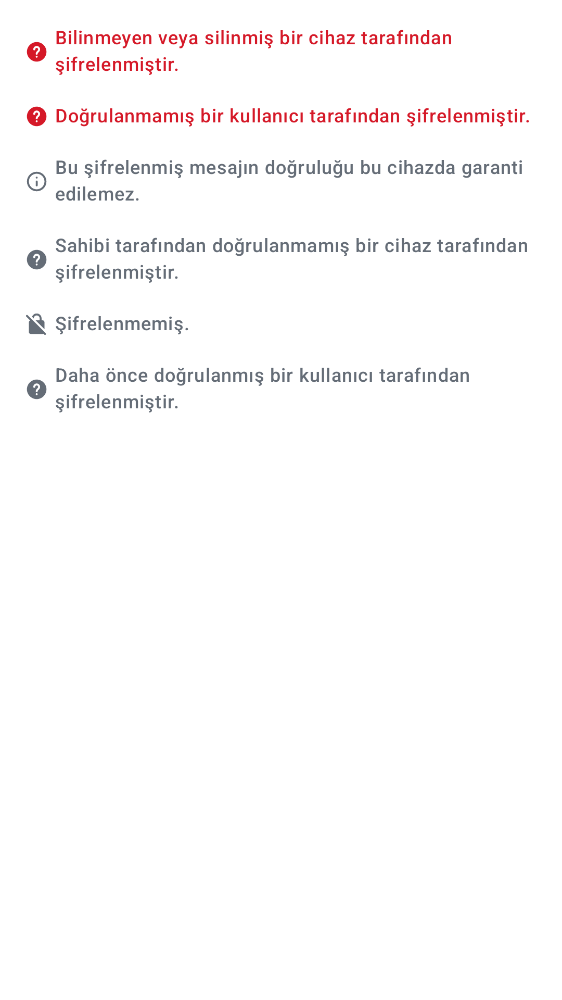 Bilinmeyen veya silinmiş bir cihaz tarafından
şifrelenmiştir.
Doğrulanmamış bir kullanıcı tarafından şifrelenmiştir.
Bu şifrelenmiş mesajın doğruluğu bu cihazda garanti
edilemez.
Sahibi tarafından doğrulanmamış bir cihaz tarafından
şifrelenmiştir.
Şifrelenmemiş.
Daha önce doğrulanmış bir kullanıcı tarafından
şifrelenmiştir.